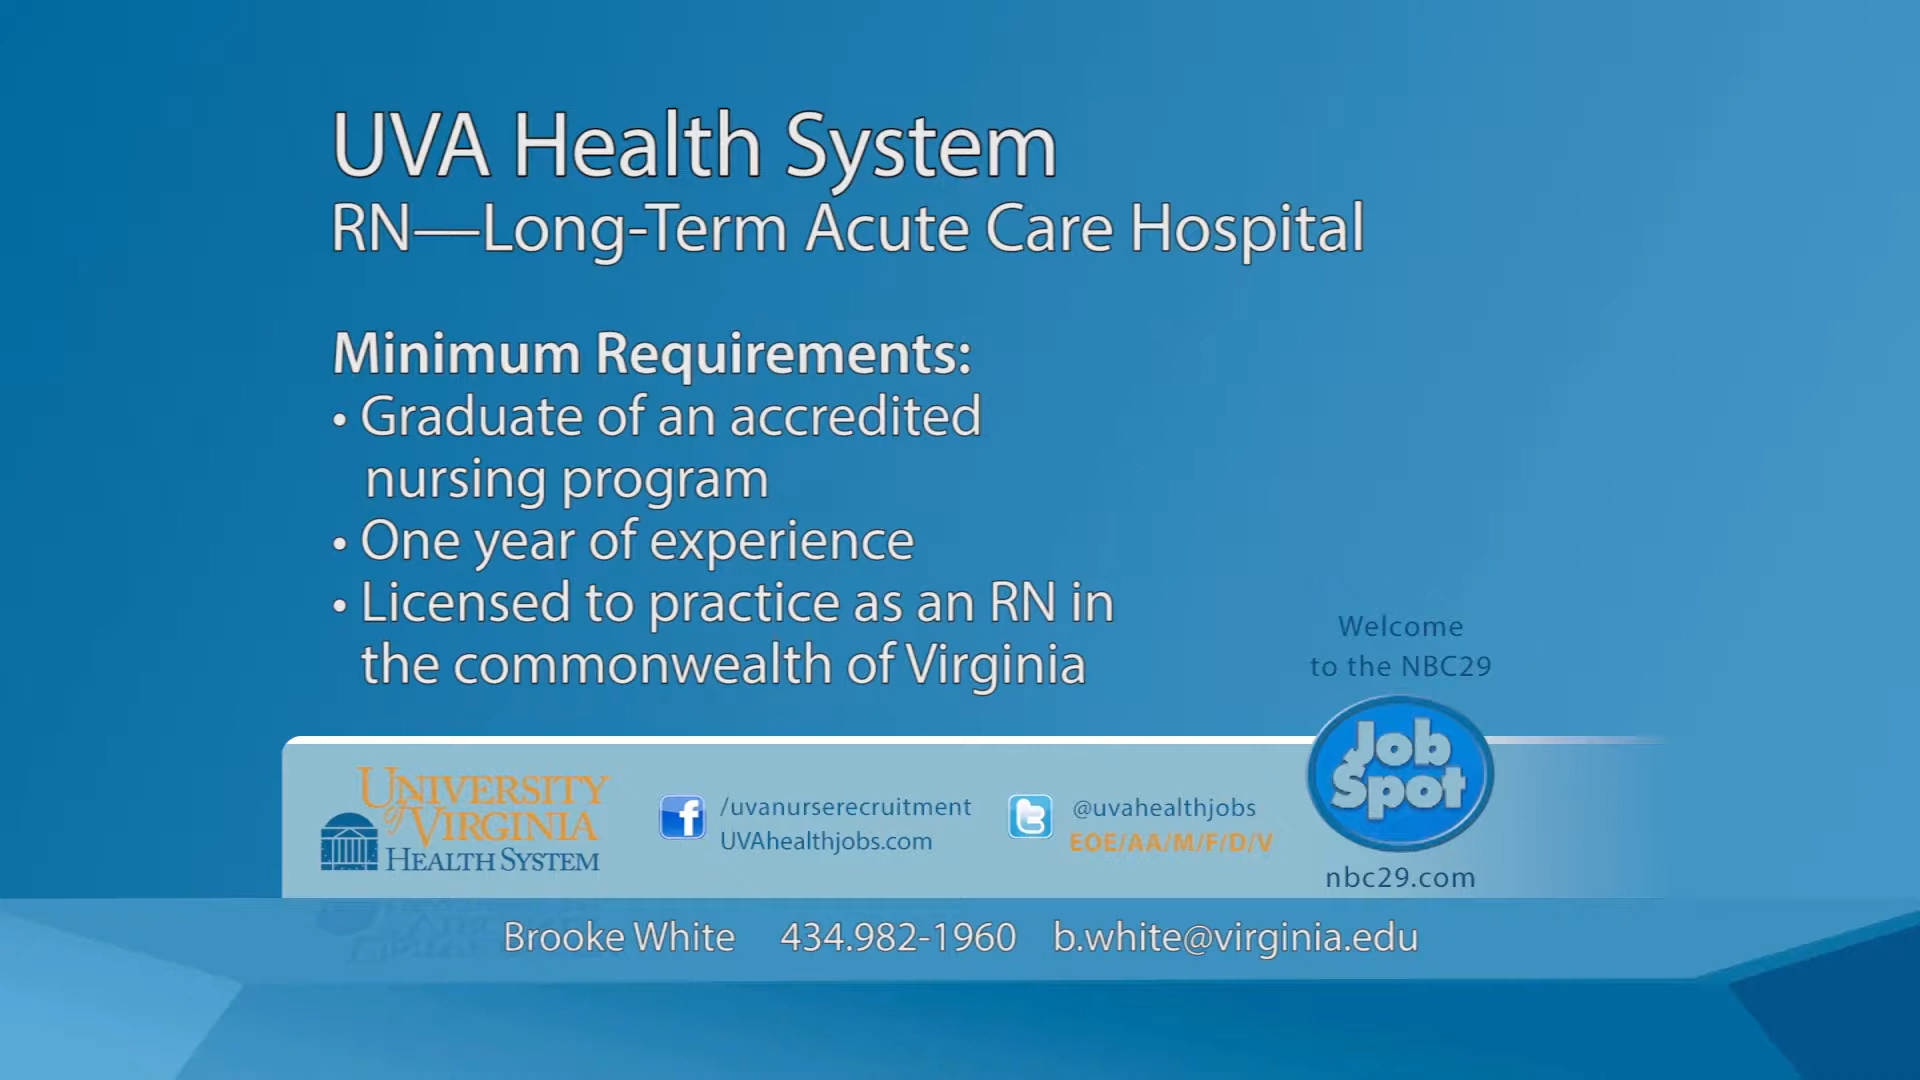 UVA Health System
RN—Long-Term Acute Care Hospital
Minimum Requirements:
• Graduate of an accredited
nursing program
• One year of experience
• Licensed to practice as an RN in
the commonwealth of Virginia
Welcome
to the NBC29
Job
Spot
nbc29.com
UNIVERSITY
of VIRGINIA
HEALTH SYSTEM
f
/uvanurserecruitment
UVAhealthjobs.com
t
@uvahealthjobs
EOE/AA/M/F/D/V
Brooke White 434.982-1960 b.white@virginia.edu